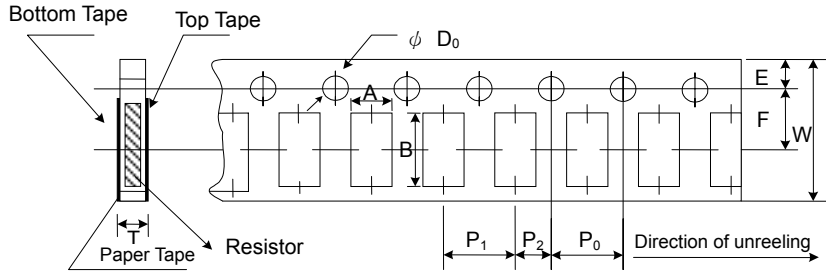 Bottom Tape
Top Tape
ψ D₀
E
A
F
W
B
T
P₁
P₂
P₀
Direction of unreeling
Resistor
Paper Tape